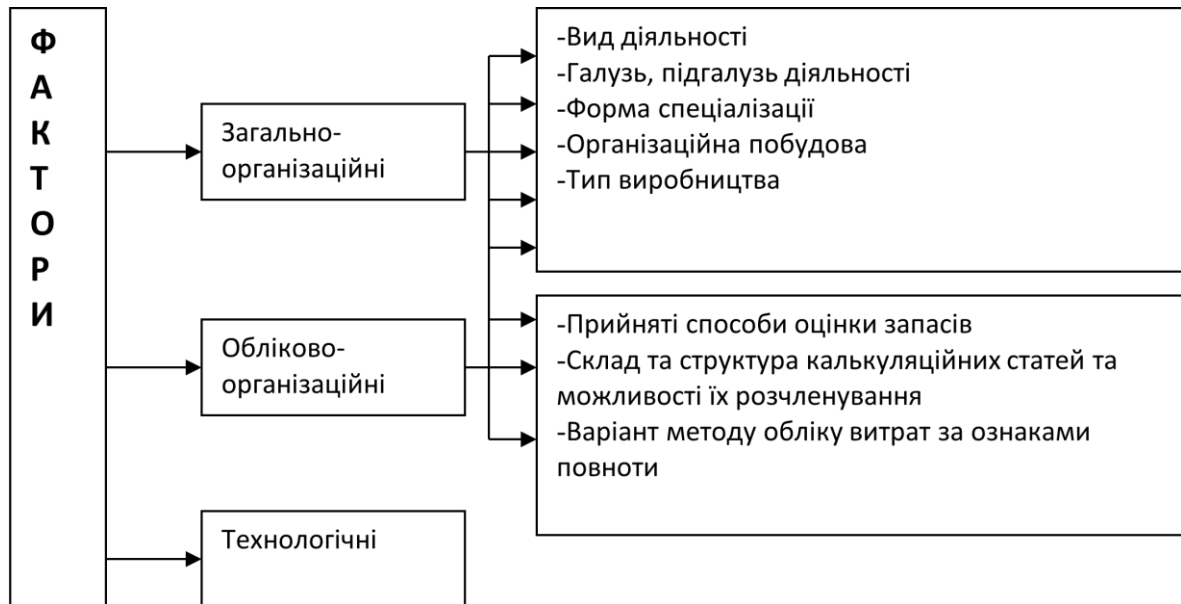 ФАКТОРИ
Загально-
організаційні
-Вид діяльності
-Галузь, підгалузь діяльності
-Форма спеціалізації
-Організаційна побудова
-Тип виробництва
Обліково-
організаційні
-Прийняті способи оцінки запасів
-Склад та структура калькуляційних статей та
можливості їх розчленування
-Варіант методу обліку витрат за ознаками
повноти
Технологічні